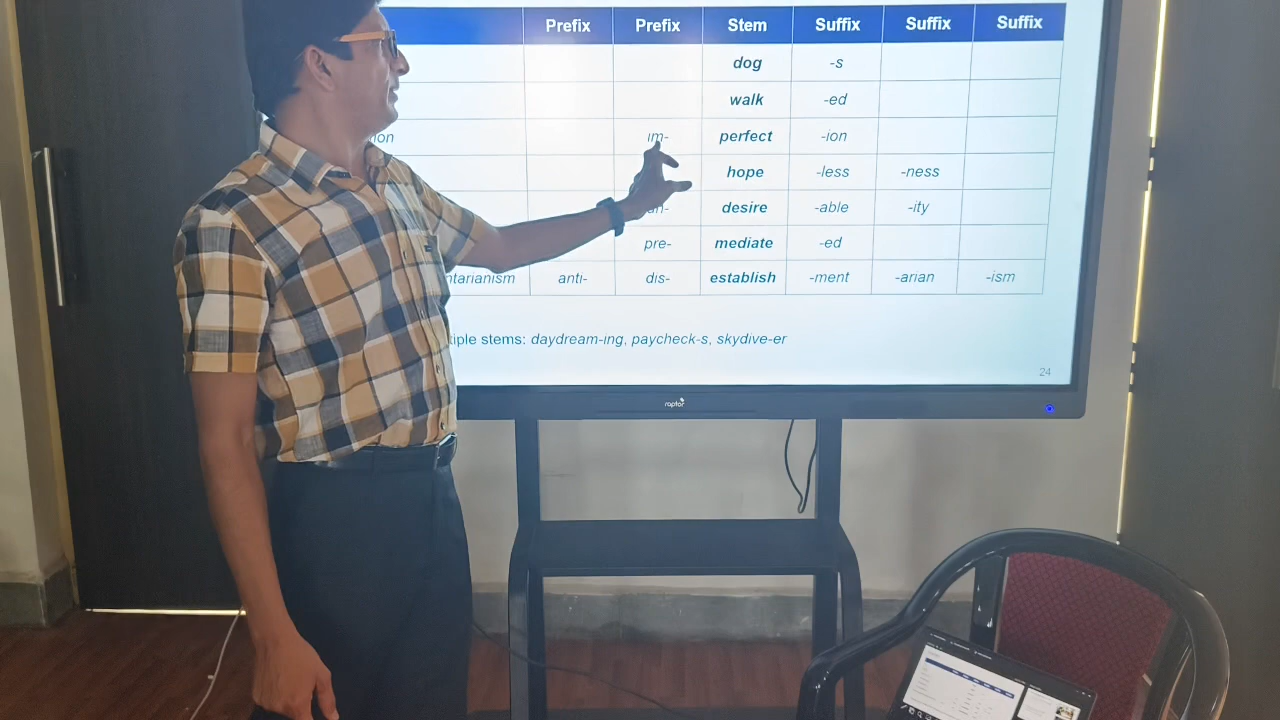 Prefix Prefix Stem Suffix Suffix Suffix
dog -s
walk -ed
im- perfect -ion
hope -less -ness
desire -able -ity
pre- mediate -ed
ntarianism anti- dis- establish -ment -arian -ism
tiple stems: daydream-ing, paycheck-s, skydive-er
24
raptor